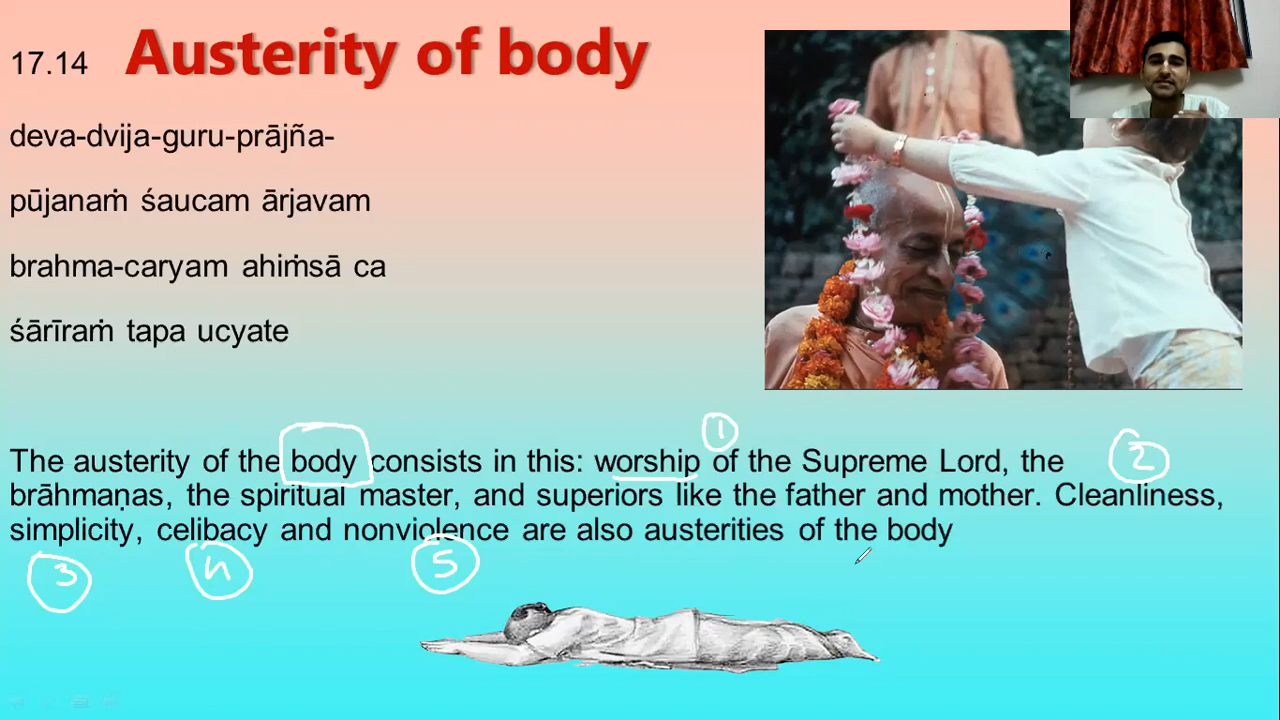 17.14 Austerity of body
deva-dvija-guru-prājña-
pūjanaṁ śaucam ārjavam
brahma-caryam ahiṁsā ca
śārīraṁ tapa ucyate
1
The austerity of the body consists in this: worship of the Supreme Lord, the 2
brāhmaṇas, the spiritual master, and superiors like the father and mother. Cleanliness,
simplicity, celibacy and nonviolence are also austerities of the body
3 4 5